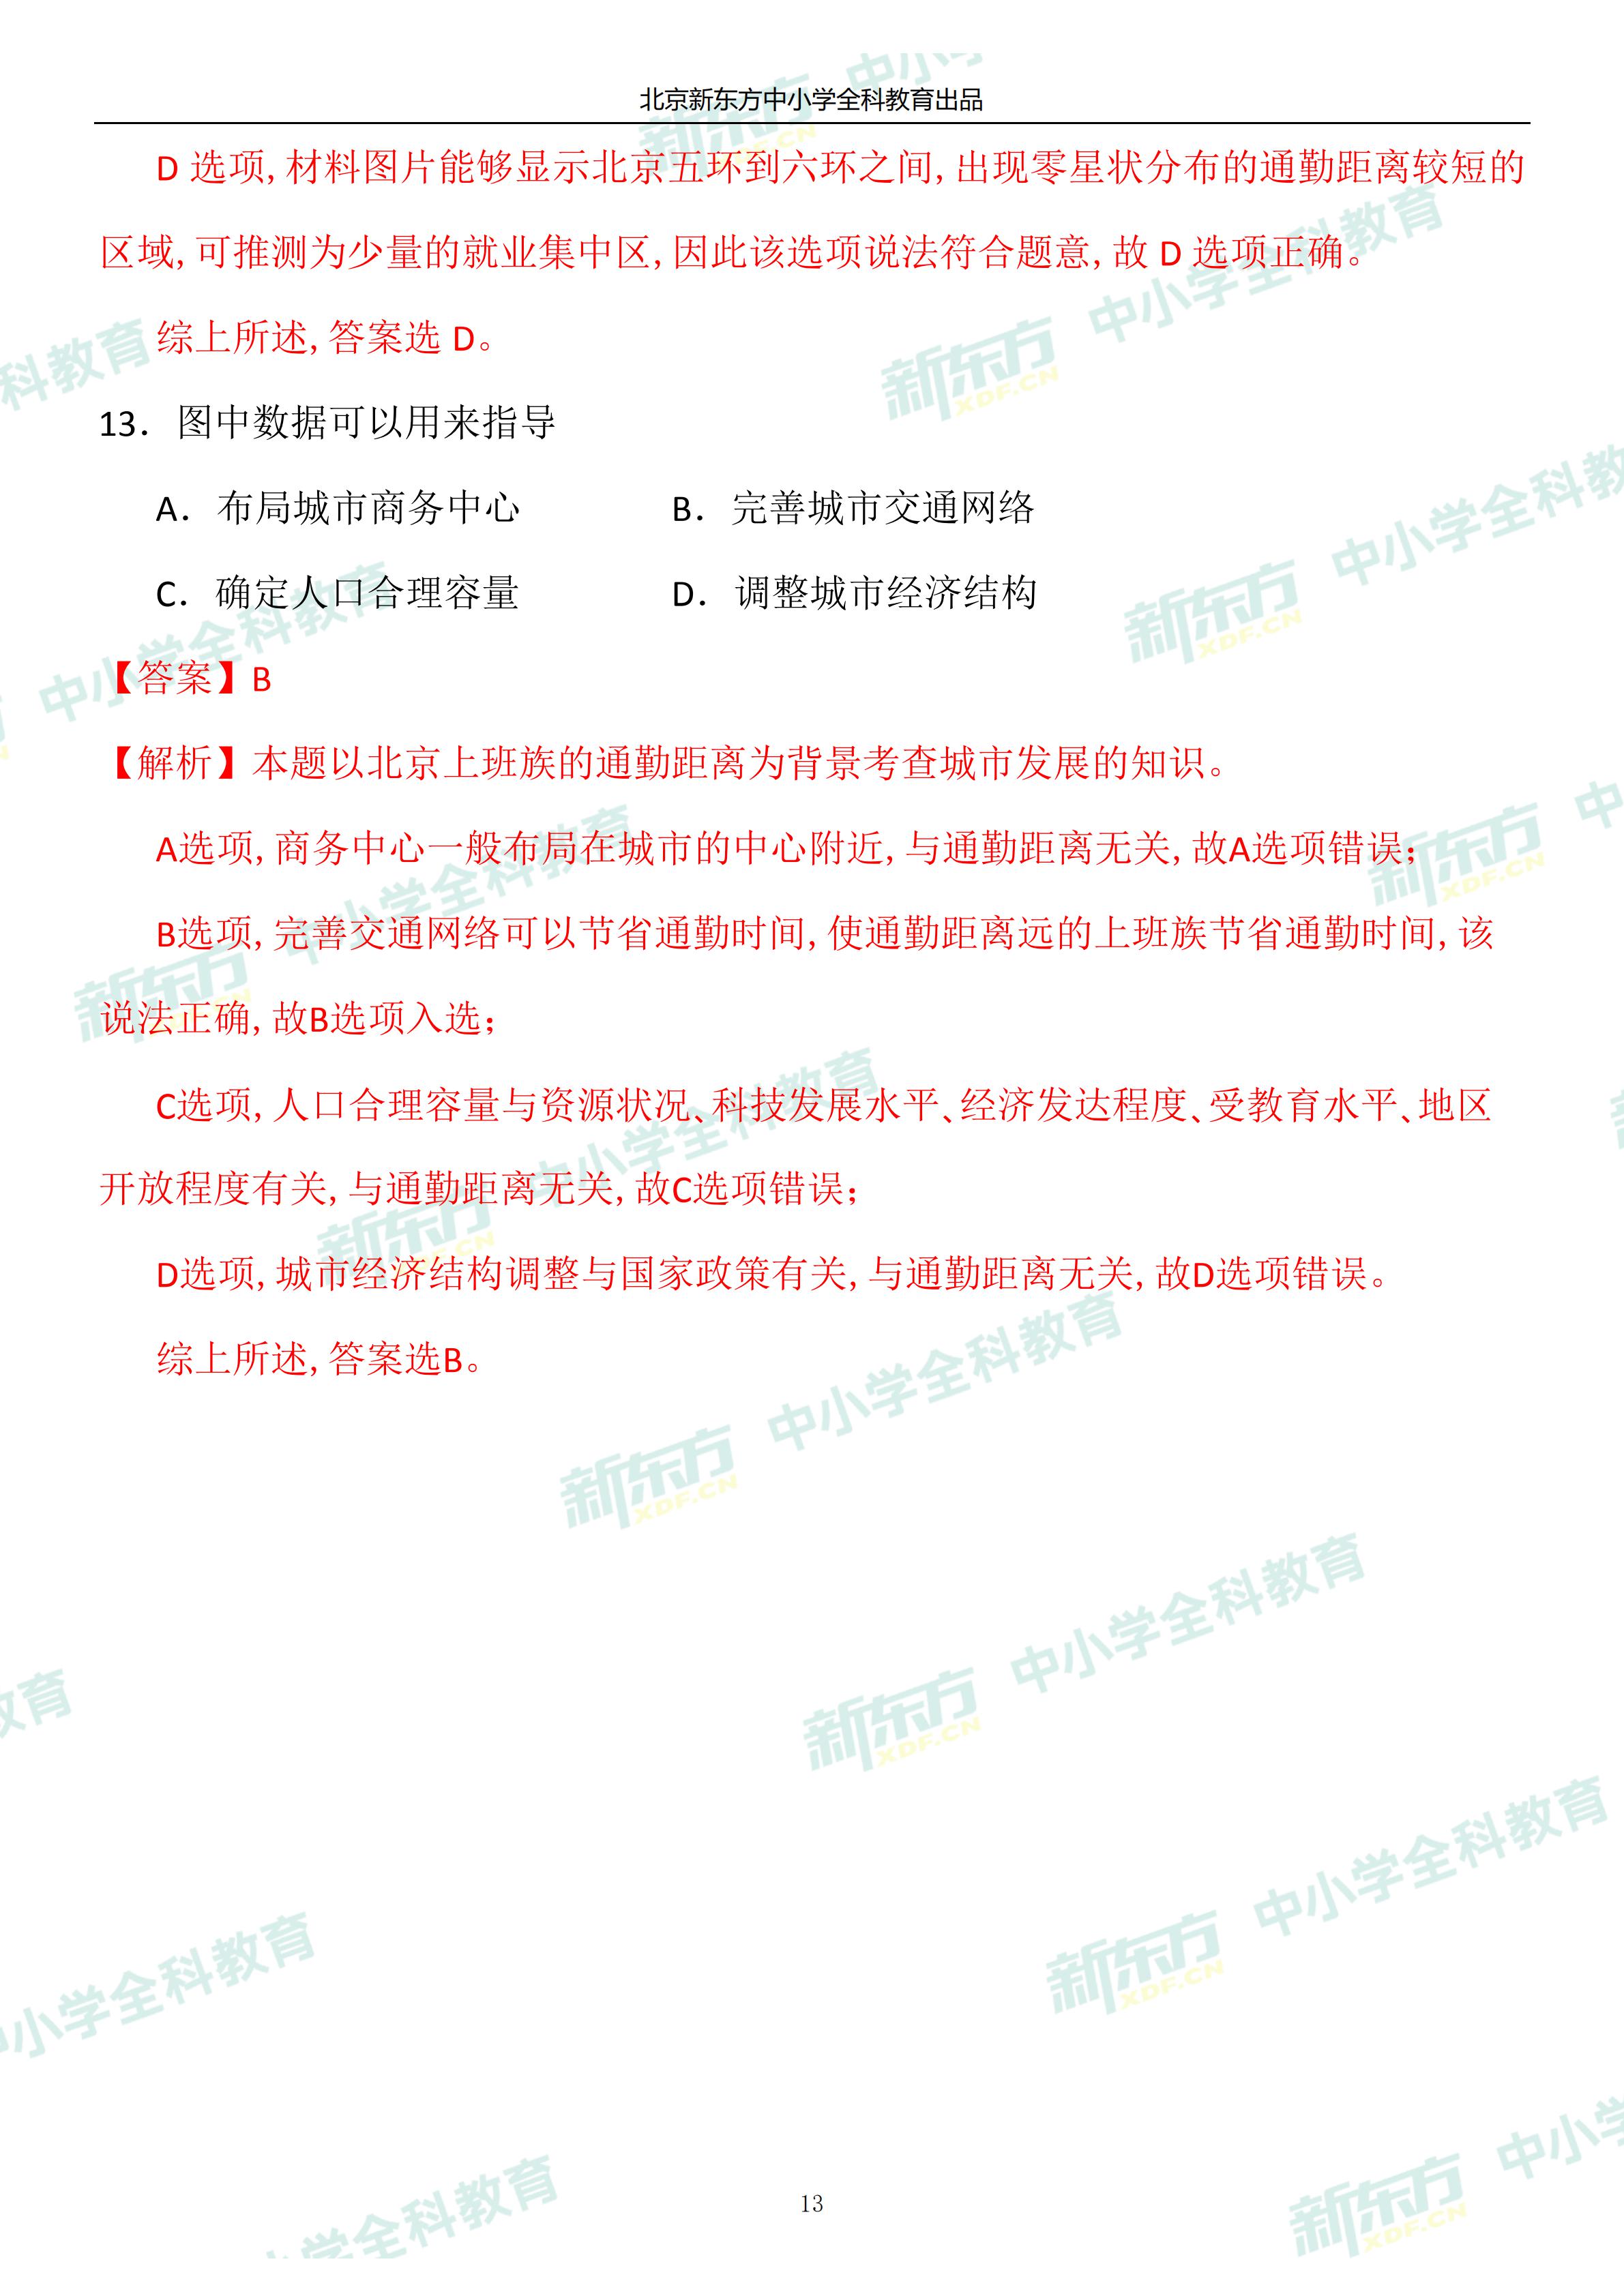 北京新东方中小学全科教育出品
D 选项,材料图片能够显示北京五环到六环之间,出现零星状分布的通勤距离较短的
区域,可推测为少量的就业集中区,因此该选项说法符合题意,故 D 选项正确。
综上所述,答案选 D。
13．图中数据可以用来指导
A．布局城市商务中心 B．完善城市交通网络
C．确定人口合理容量 D．调整城市经济结构
【答案】B
【解析】本题以北京上班族的通勤距离为背景考查城市发展的知识。
A选项,商务中心一般布局在城市的中心附近,与通勤距离无关,故A选项错误;
B选项,完善交通网络可以节省通勤时间,使通勤距离远的上班族节省通勤时间,该
说法正确,故B选项入选;
C选项,人口合理容量与资源状况、科技发展水平、经济发达程度、受教育水平、地区
开放程度有关,与通勤距离无关,故C选项错误;
D选项,城市经济结构调整与国家政策有关,与通勤距离无关,故D选项错误。
综上所述,答案选B。
新东方 XDF.CN 中小学全科教育
13